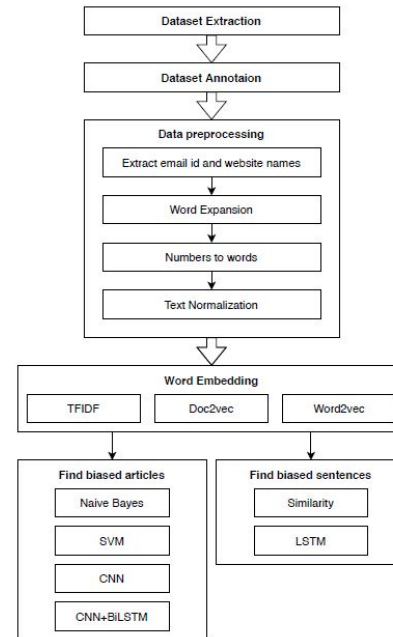 Dataset Extraction
Dataset Annotaion
Data preprocessing
Extract email id and website names
Word Expansion
Numbers to words
Text Normalization
Word Embedding
TFIDF
Doc2vec
Word2vec
Find biased articles
Naive Bayes
SVM
CNN
CNN+BiLSTM
Find biased sentences
Similarity
LSTM